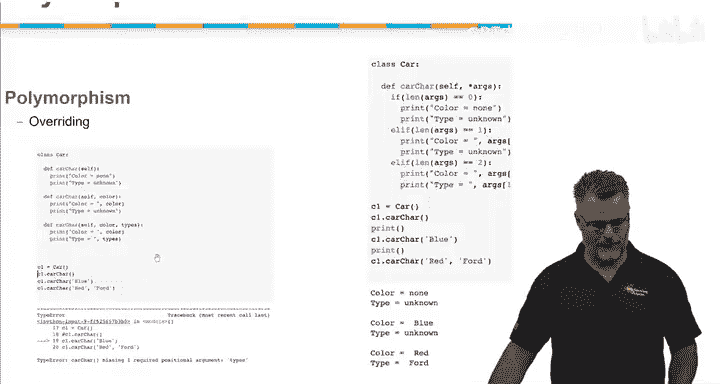 Polymorphism
– Overriding
class Car:
def carChar(self):
print("Color = none")
print("Type = unknown")
def carChar(self, color):
print("Color = ", color)
print("Type = unknown")
def carChar(self, color, types):
print("Color = ", color)
print("Type = ", types)
c1 = Car()
c1.carChar()
c1.carChar('Blue')
c1.carChar('Red', 'Ford')
TypeError Traceback (most recent call last)
in <module>()
17 c1 = Car()
18 #c1.carChar()
---> 19 c1.carChar('Blue')
20 c1.carChar('Red', 'Ford')
TypeError: carChar() missing 1 required positional argument: 'types'
class Car:
def carChar(self, *args):
if(len(args) == 0):
print("Color = none")
print("Type = unknown")
elif(len(args) == 1):
print("Color = ", args[
print("Type = unknown")
elif(len(args) == 2):
print("Color = ", args[
print("Type = ", args[1
c1 = Car()
c1.carChar()
print()
c1.carChar('Blue')
print()
c1.carChar('Red', 'Ford')
Color = none
Type = unknown
Color = Blue
Type = unknown
Color = Red
Type = Ford